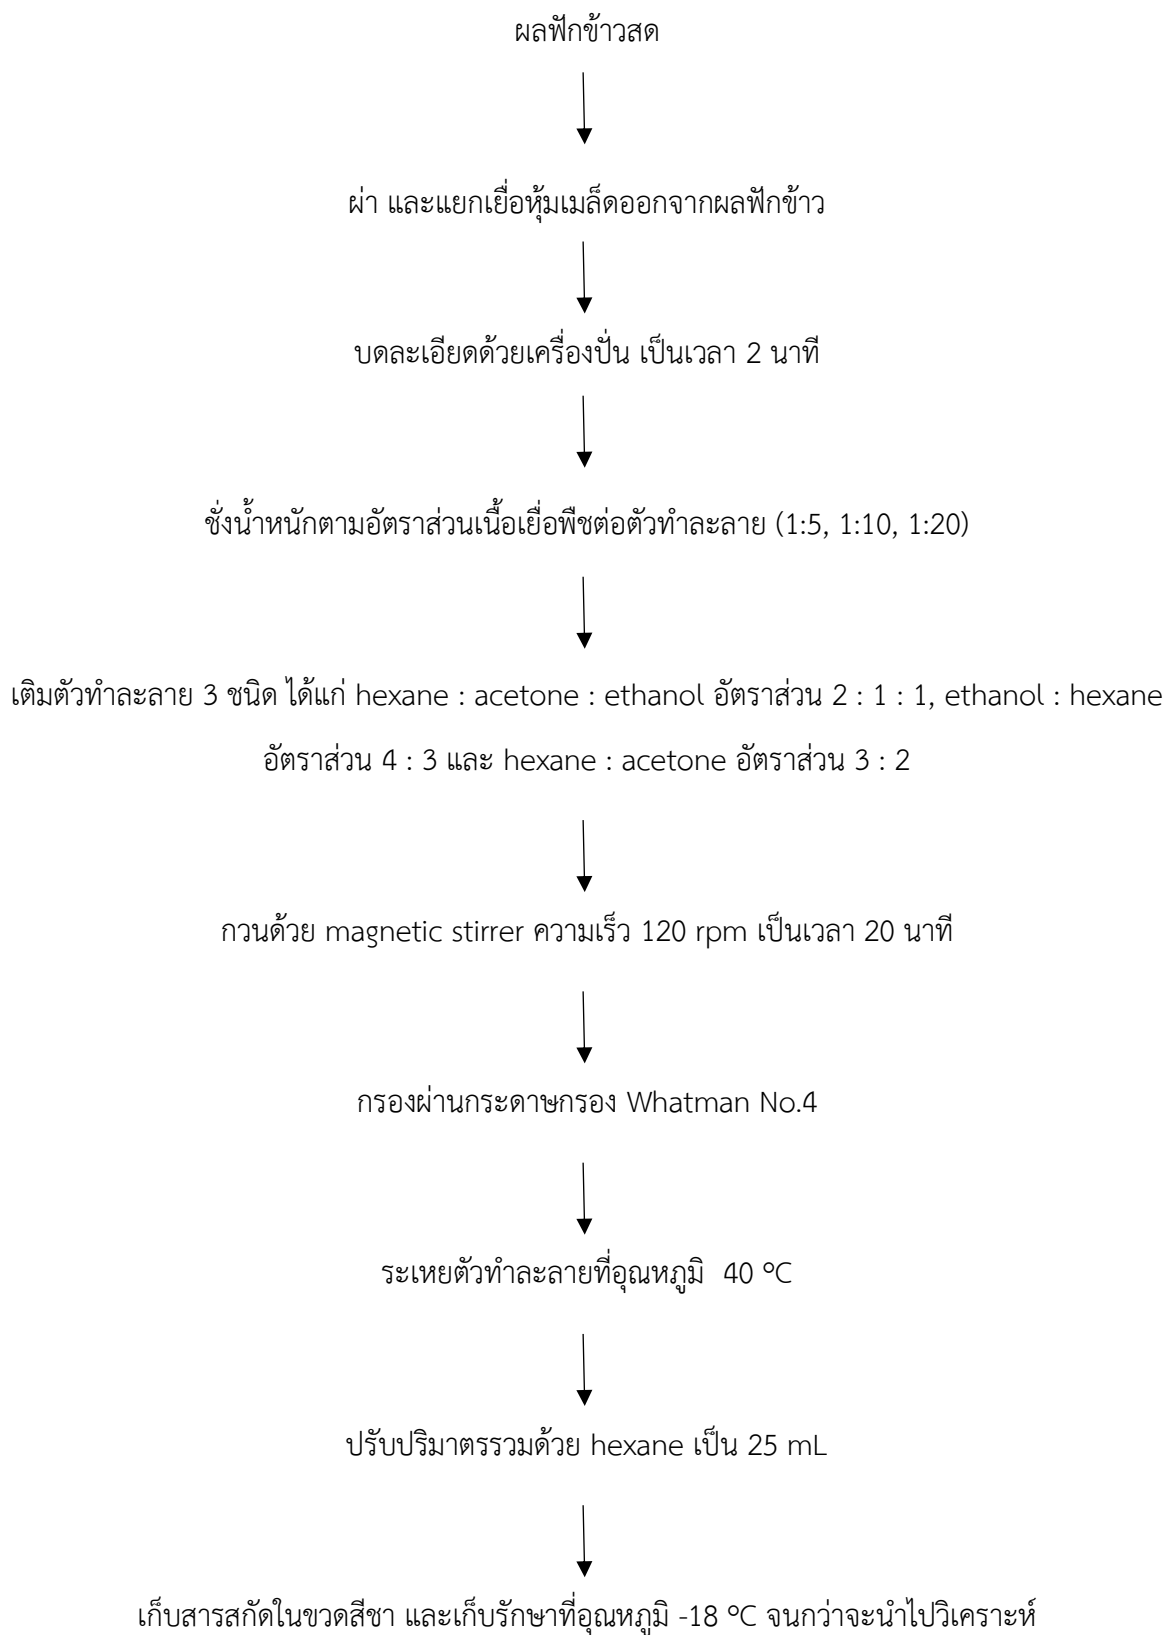 ผลฟักข้าวสด
ผ่า และแยกเยื่อหุ้มเมล็ดออกจากผลฟักข้าว
บดละเอียดด้วยเครื่องปั่น เป็นเวลา 2 นาที
ชั่งน้ำหนักตามอัตราส่วนเนื้อเยื่อพืชต่อตัวทำละลาย (1:5, 1:10, 1:20)
เติมตัวทำละลาย 3 ชนิด ได้แก่ hexane : acetone : ethanol อัตราส่วน 2 : 1 : 1, ethanol : hexane
อัตราส่วน 4 : 3 และ hexane : acetone อัตราส่วน 3 : 2
กวนด้วย magnetic stirrer ความเร็ว 120 rpm เป็นเวลา 20 นาที
กรองผ่านกระดาษกรอง Whatman No.4
ระเหยตัวทำละลายที่อุณหภูมิ 40 °C
ปรับปริมาตรรวมด้วย hexane เป็น 25 mL
เก็บสารสกัดในขวดสีชา และเก็บรักษาที่อุณหภูมิ -18 °C จนกว่าจะนำไปวิเคราะห์